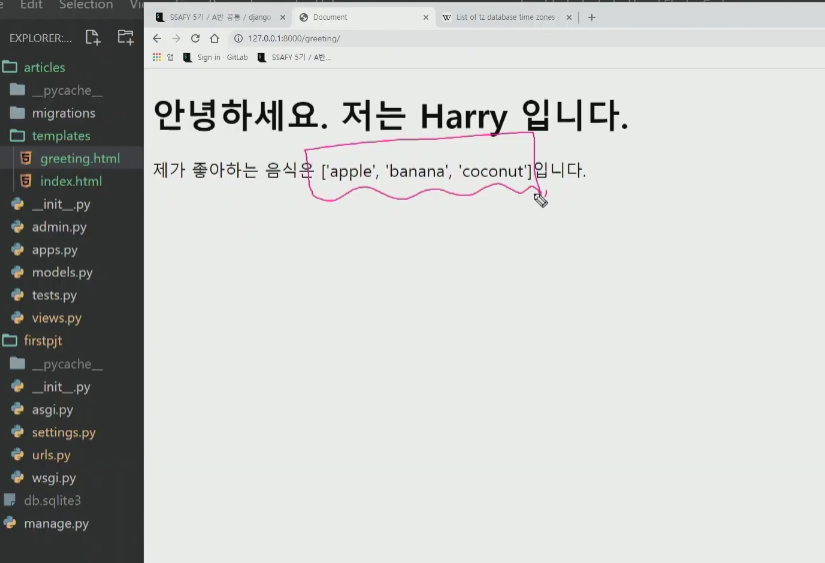 Edit Selection
EXPLORER:...
articles
__pycache__
migrations
templates
greeting.html
index.html
__init__.py
admin.py
apps.py
models.py
tests.py
views.py
firstpjt
__pycache__
__init__.py
asgi.py
settings.py
urls.py
wsgi.py
db.sqlite3
manage.py
SSAFY 5기 / A반 공통 / django
Document
List of tz database time zones
127.0.0.1:8000/greeting/
앱 Sign in · GitLab SSAFY 5기 / A반...
안녕하세요. 저는 Harry 입니다.
제가 좋아하는 음식은 ['apple', 'banana', 'coconut']입니다.